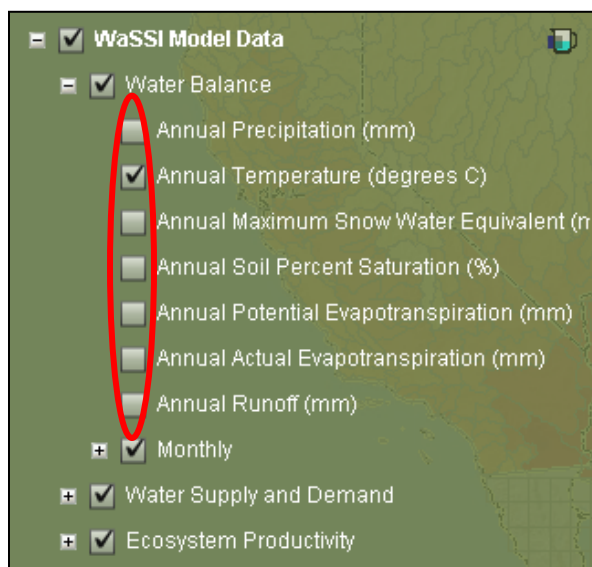 WaSSI Model Data
Water Balance
Annual Precipitation (mm)
Annual Temperature (degrees C)
Annual Maximum Snow Water Equivalent (m
Annual Soil Percent Saturation (%)
Annual Potential Evapotranspiration (mm)
Annual Actual Evapotranspiration (mm)
Annual Runoff (mm)
Monthly
Water Supply and Demand
Ecosystem Productivity